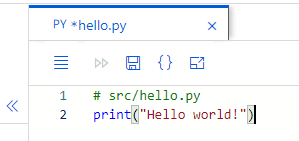 PY *hello.py
1 # src/hello.py
2 print("Hello world!")